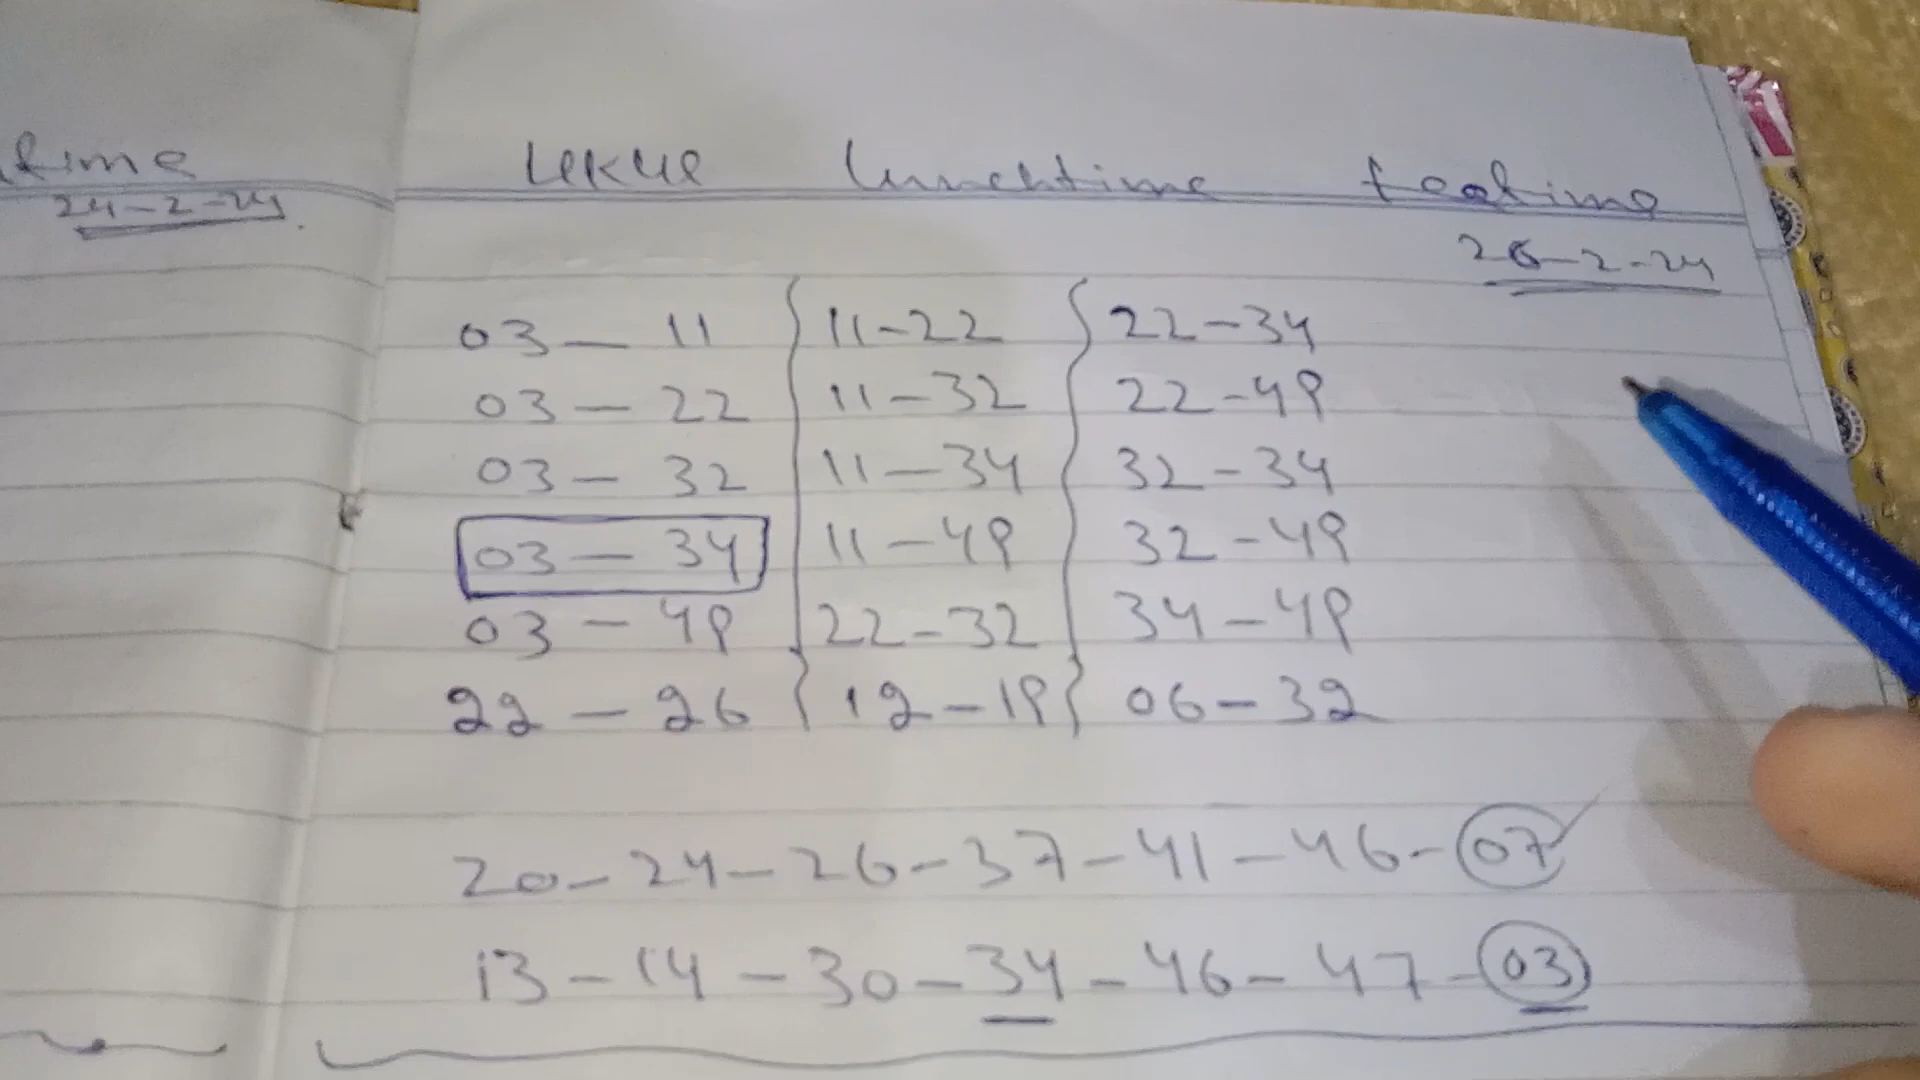 time
24-2-24
UK49 lunchtime teatime
26-2-24
03 - 11 11-22 22-34
03 - 22 11-32 22-49
03 - 32 11-34 32-34
03 - 34 11-49 32-49
03 - 49 22-32 34-49
22 - 26 12-19 06-32
20-24-26-37-41-46-07
13-14-30-34-46-47-03